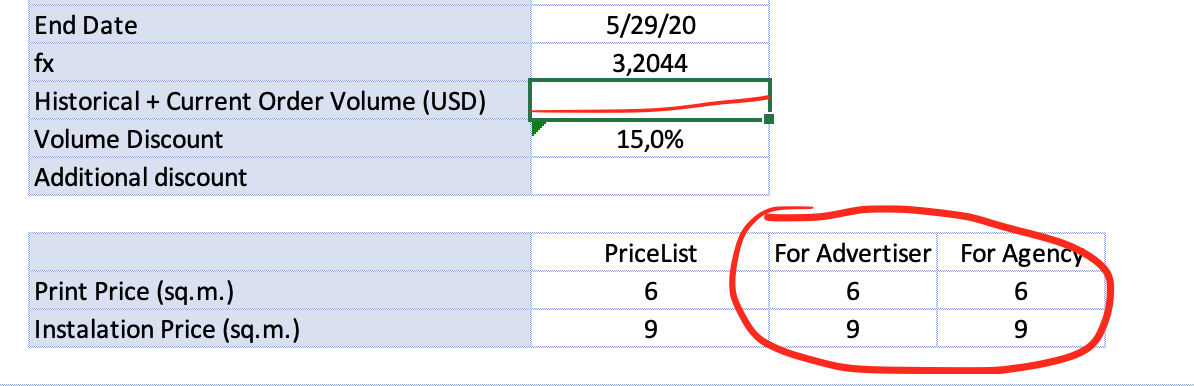 End Date 5/29/20
fx 3,2044
Historical + Current Order Volume (USD)
Volume Discount 15,0%
Additional discount
PriceList For Advertiser For Agency
Print Price (sq.m.) 6 6 6
Instalation Price (sq.m.) 9 9 9